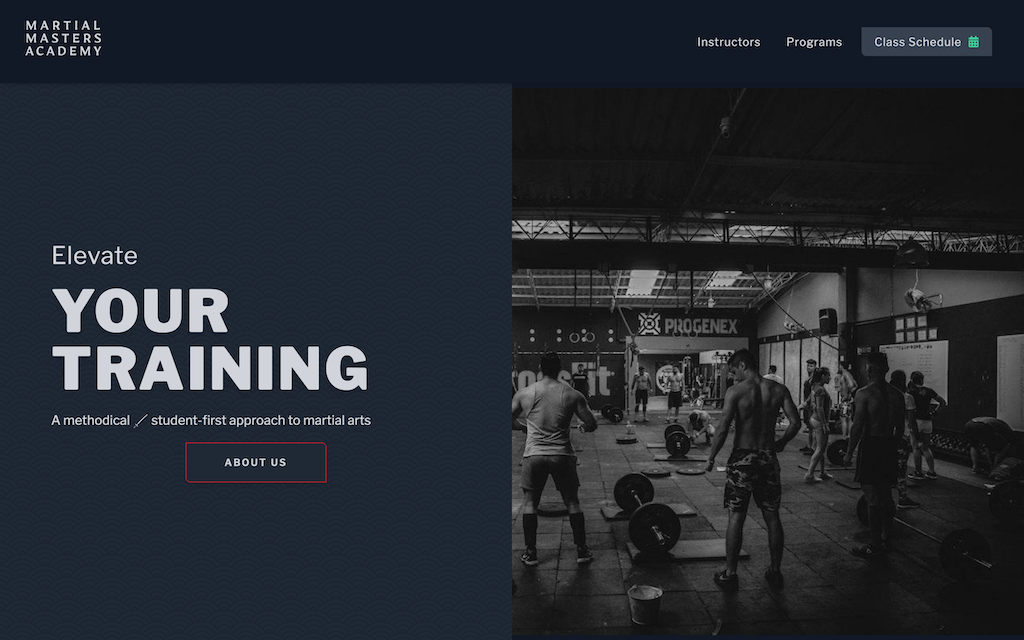 MARTIAL
MASTERS
ACADEMY
Instructors
Programs
Class Schedule
Elevate
YOUR
TRAINING
A methodical student-first approach to martial arts
ABOUT US
PROGENEX